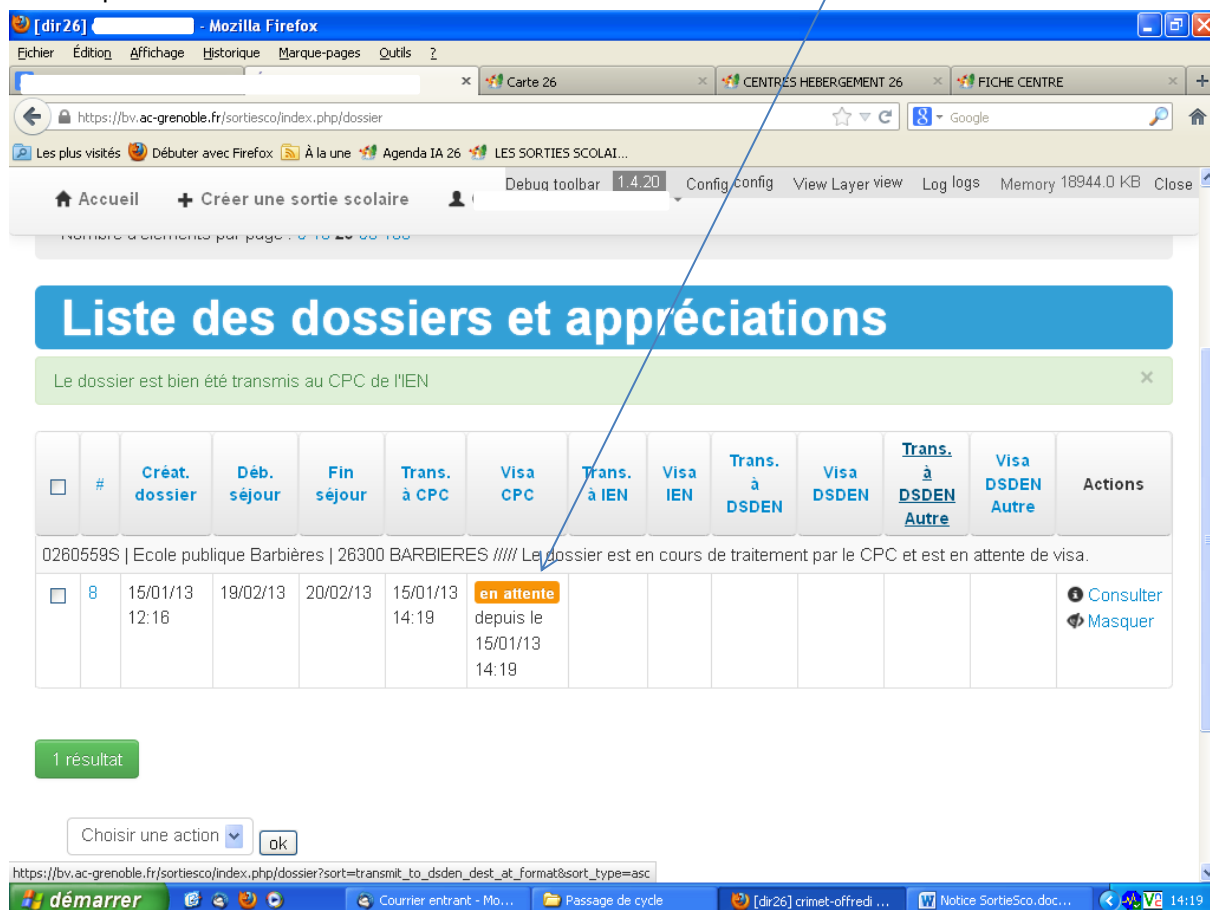 [dir26] - Mozilla Firefox
Fichier Édition Affichage Historique Marque-pages Outils ?
Carte 26 CENTRES HEBERGEMENT 26 FICHE CENTRE
https://bv.ac-grenoble.fr/sortiesco/index.php/dossier Google
Les plus visités Débuter avec Firefox À la une Agenda IA 26 LES SORTIES SCOLAI...
Debug toolbar 1.4.20 Config config View Layer view Log logs Memory 18944.0 KB Close
Accueil Créer une sortie scolaire
Nombre d'éléments par page :
Liste des dossiers et appréciations
Le dossier est bien été transmis au CPC de l'IEN
# Créat. dossier Déb. séjour Fin séjour Trans. à CPC Visa CPC Trans. à IEN Visa IEN Trans. à DSDEN Visa DSDEN Trans. à DSDEN Autre Visa DSDEN Autre Actions
0260559S | Ecole publique Barbières | 26300 BARBIERES ///// Le dossier est en cours de traitement par le CPC et est en attente de visa.
8 15/01/13 12:16 19/02/13 20/02/13 15/01/13 14:19 en attente depuis le 15/01/13 14:19 Consulter Masquer
1 résultat
Choisir une action ok
https://bv.ac-grenoble.fr/sortiesco/index.php/dossier?sort=transmit_to_dsden_dest_at_format&sort_type=asc
démarrer Courrier entrant - Mo... Passage de cycle [dir26] crimet-offredi ... Notice SortieSco.doc... 14:19